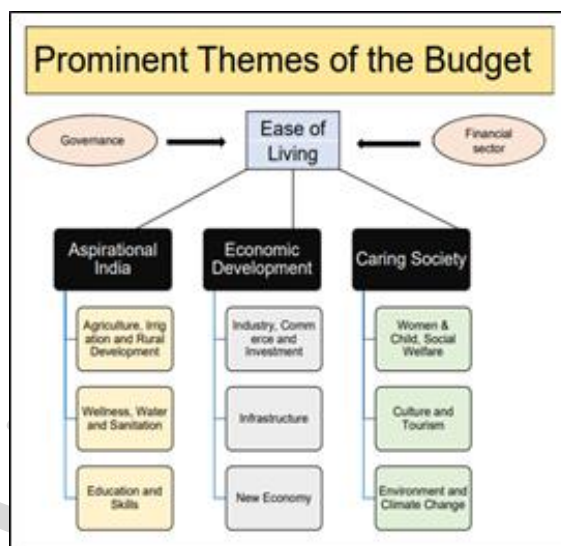 Prominent Themes of the Budget
Governance
Ease of
Living
Financial
sector
Aspirational
India
Economic
Development
Caring Society
Agriculture, Irrig
ation and Rural
Development
Industry, Comm
erce and
Investment
Women &
Child, Social
Welfare
Wellness, Water
and Sanitation
Infrastructure
Culture and
Tourism
Education and
Skills
New Economy
Environment and
Climate Change